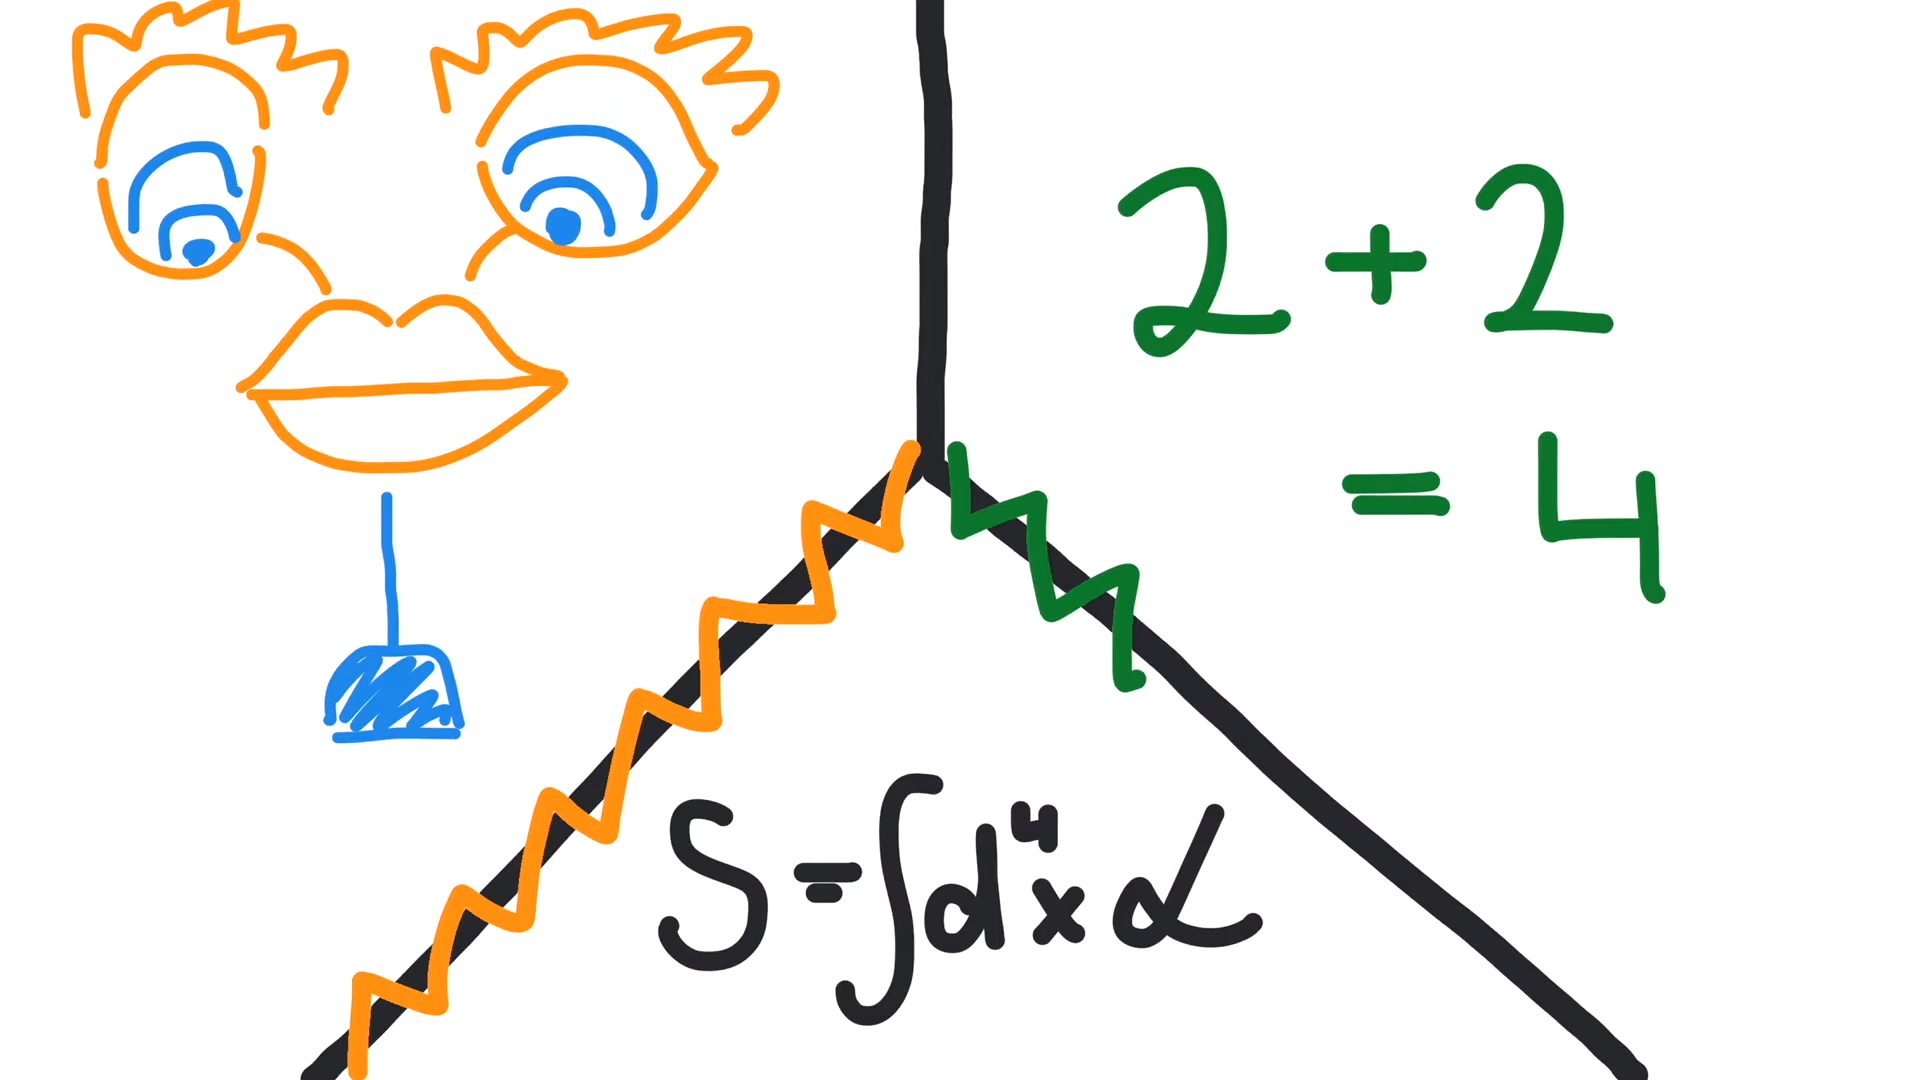 2 + 2
= 4
S = ∫d⁴x α